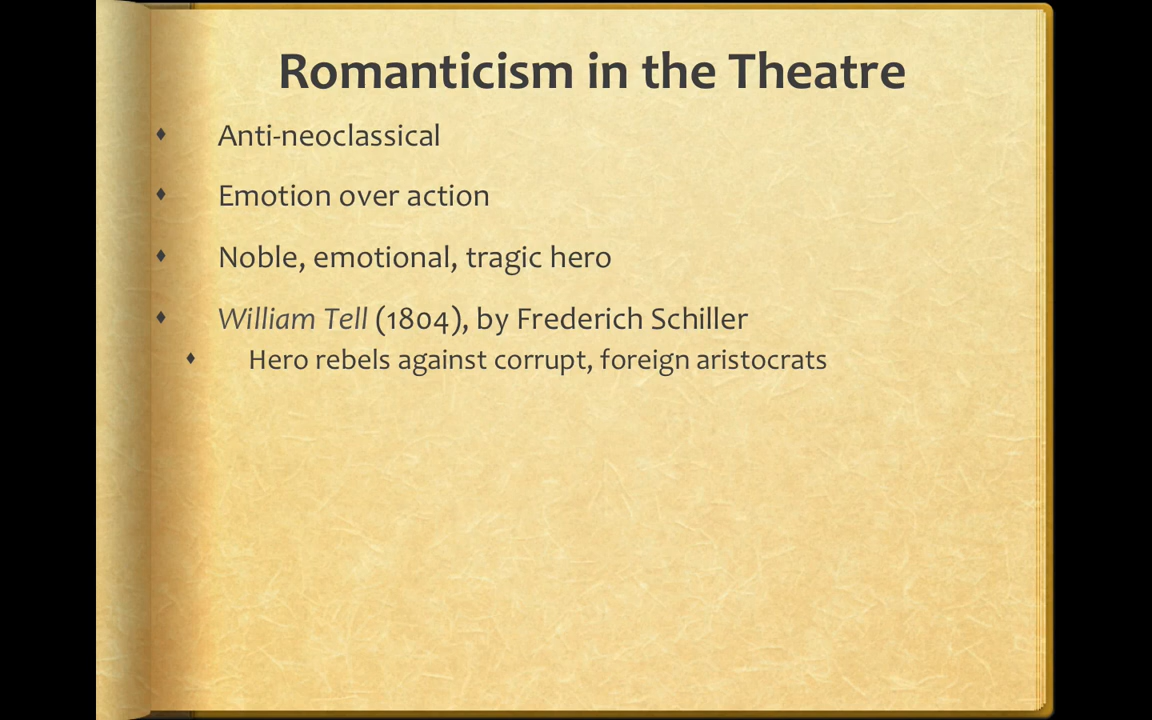 Romanticism in the Theatre
Anti-neoclassical
Emotion over action
Noble, emotional, tragic hero
William Tell (1804), by Frederich Schiller
Hero rebels against corrupt, foreign aristocrats